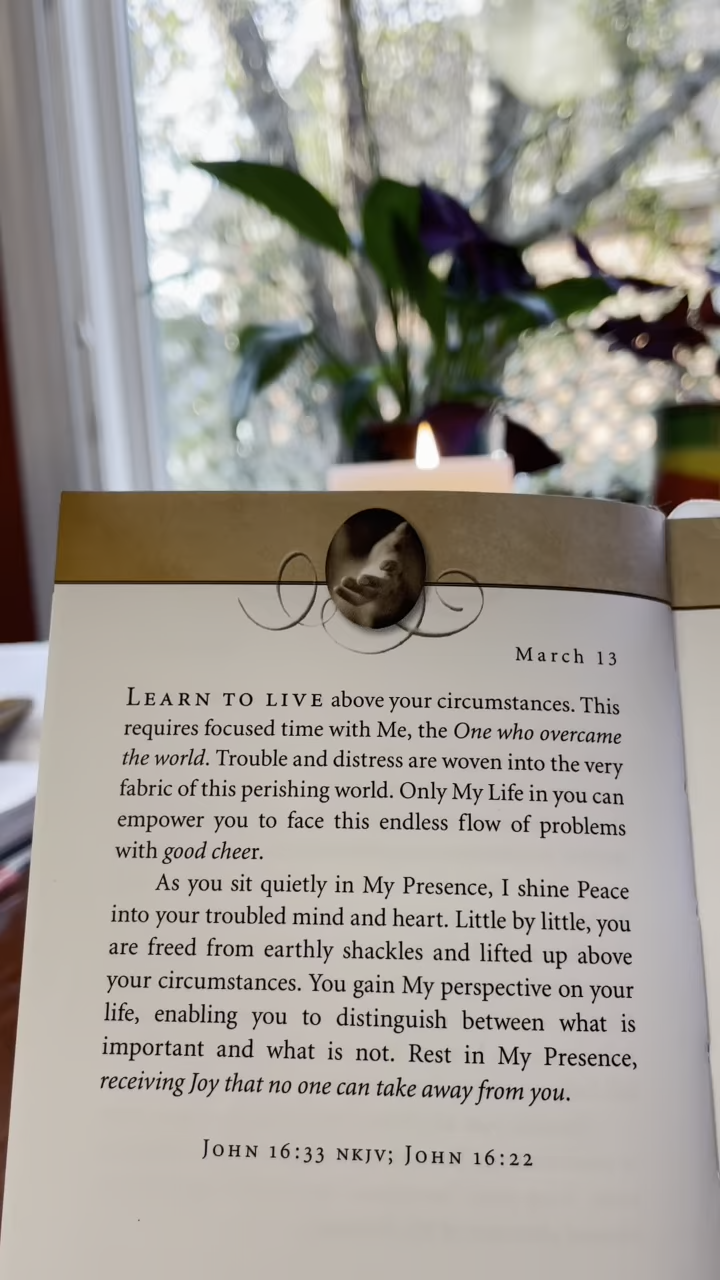 March 13
LEARN TO LIVE above your circumstances. This
requires focused time with Me, the One who overcame
the world. Trouble and distress are woven into the very
fabric of this perishing world. Only My Life in you can
empower you to face this endless flow of problems
with good cheer.
As you sit quietly in My Presence, I shine Peace
into your troubled mind and heart. Little by little, you
are freed from earthly shackles and lifted up above
your circumstances. You gain My perspective on your
life, enabling you to distinguish between what is
important and what is not. Rest in My Presence,
receiving Joy that no one can take away from you.
JOHN 16:33 NKJV; JOHN 16:22